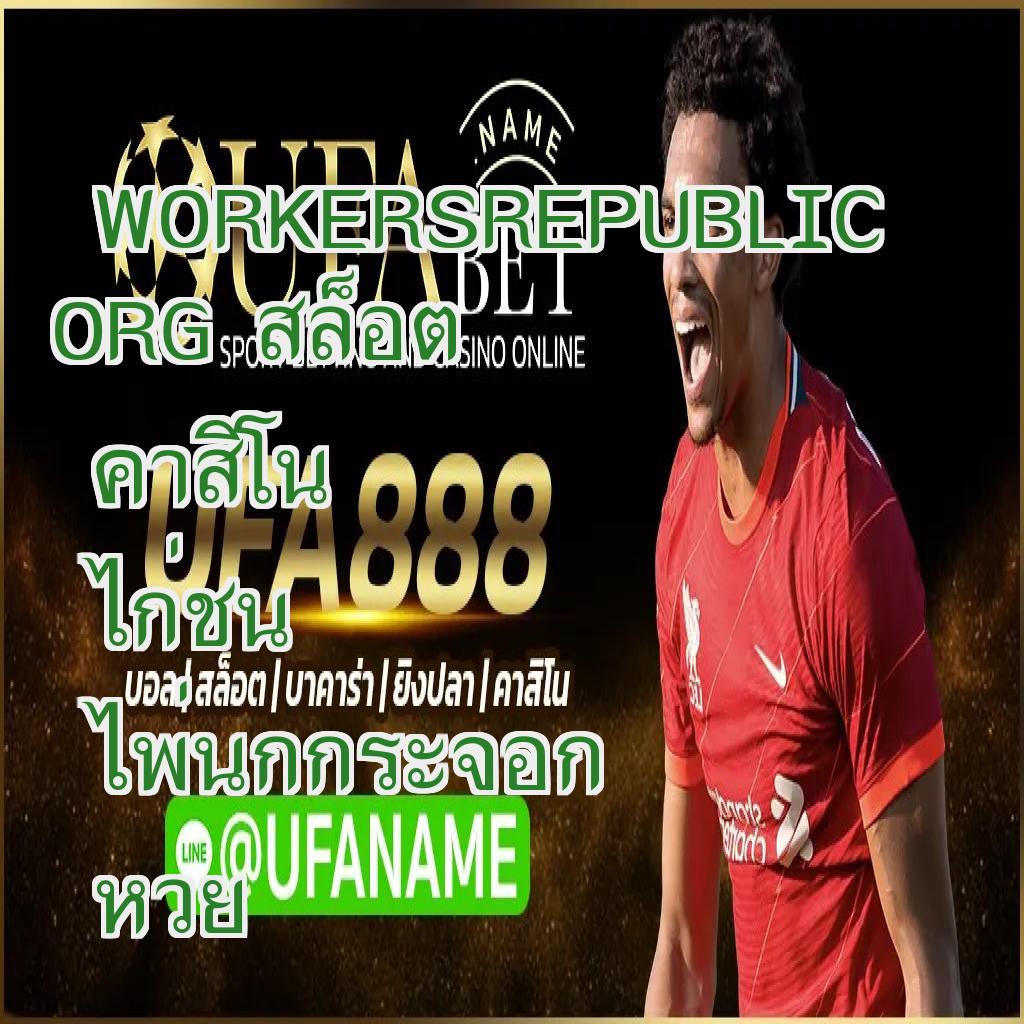 .NAME
UFA
BET
WORKERSREPUBLIC
ORG สล็อต
CASINO ONLINE
คาสิโน
UFA888
ไก่ชน
บอล | สล็อต | บาคาร่า | ยิงปลา | คาสิโน
ไพ่นกกระจอก
LINE @UFANAME
หวย